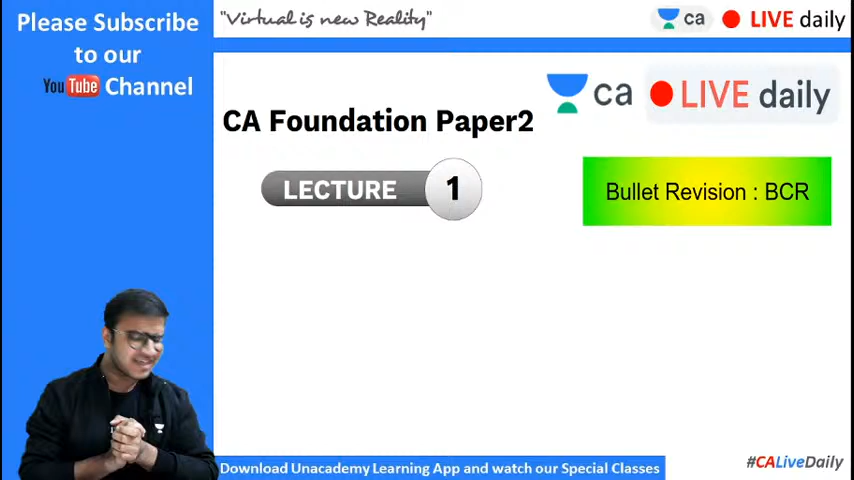 Please Subscribe
to our
YouTube Channel
"Virtual is new Reality"
ca LIVE daily
ca LIVE daily
CA Foundation Paper2
LECTURE 1
Bullet Revision : BCR
Download Unacademy Learning App and watch our Special Classes
#CALiveDaily